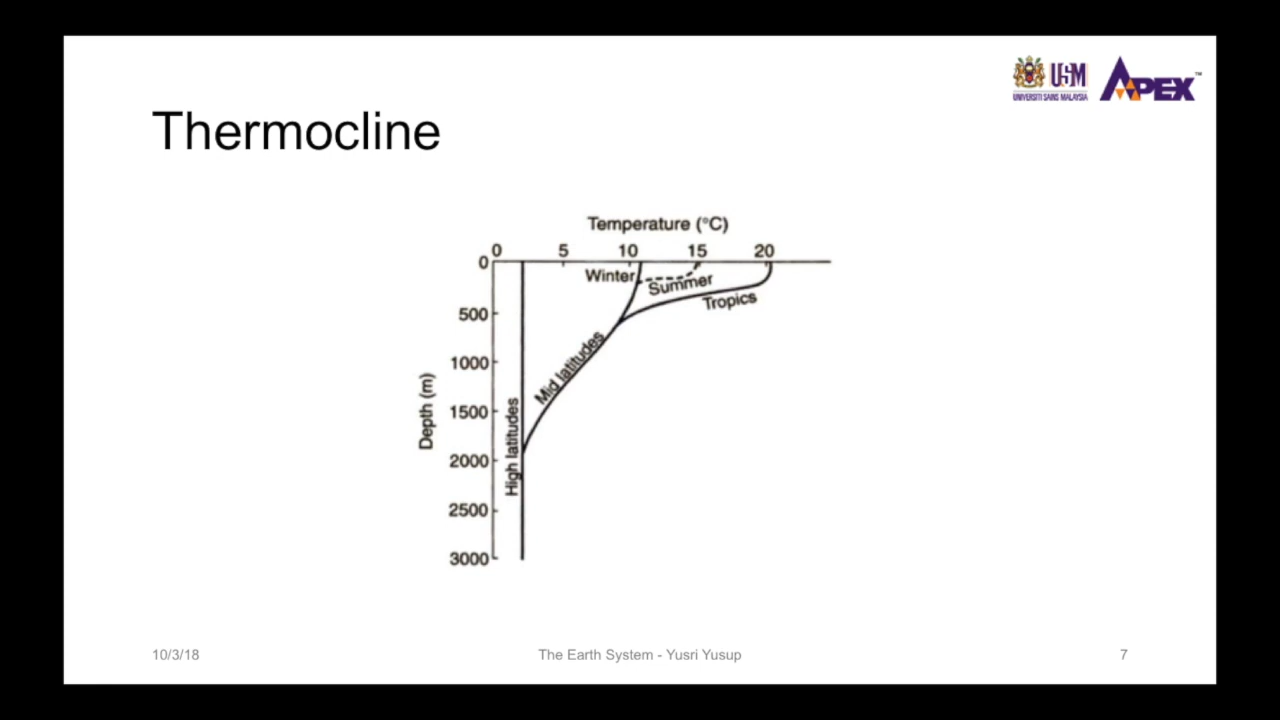 USM
UNIVERSITI SAINS MALAYSIA
APEX™
Thermocline
Temperature (°C)
0 5 10 15 20
0
Winter
Summer
Tropics
500
1000
Mid latitudes
1500
Depth (m)
High latitudes
2000
2500
3000
10/3/18
The Earth System - Yusri Yusup
7